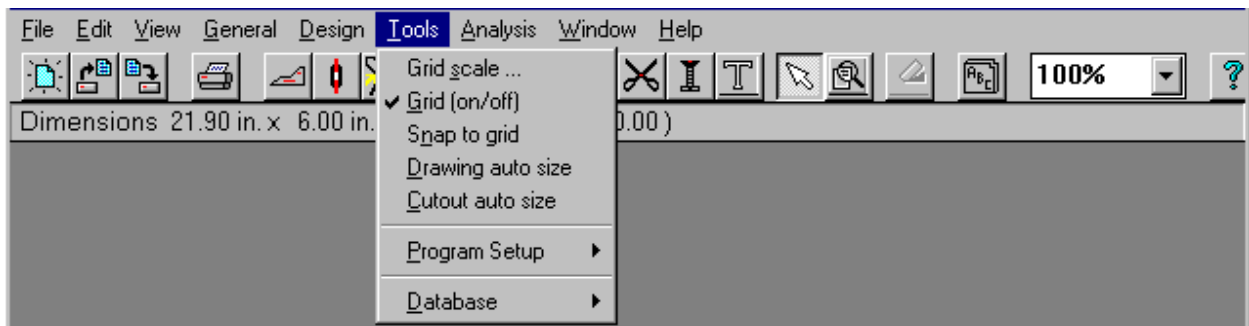 File Edit View General Design Tools Analysis Window Help
T ABC 100% ?
Dimensions 21.90 in. x 6.00 in. 0.00 )
Grid scale ...
Grid (on/off)
Snap to grid
Drawing auto size
Cutout auto size
Program Setup
Database